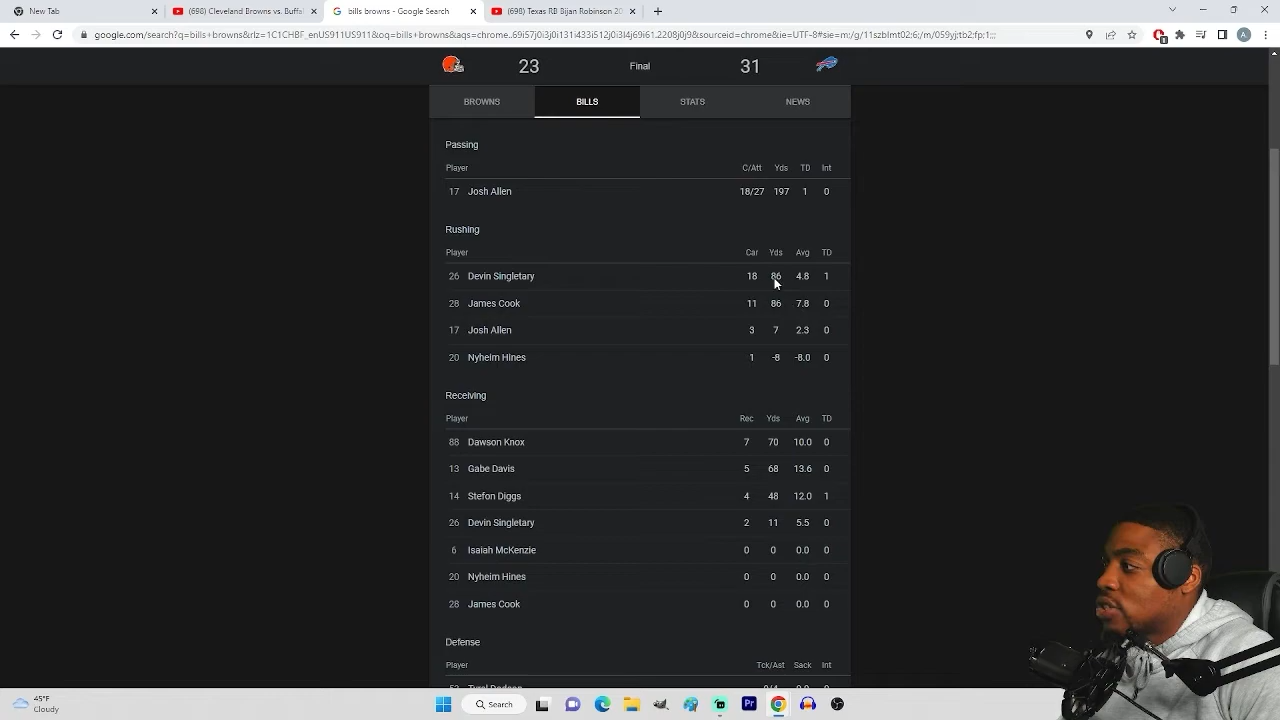 New Tab
(698) Cleveland Browns vs. Buffal
bills browns - Google Search
(698) Texas RB Bijan Robinson 20
google.com/search?q=bills+browns&rlz=1C1CHBF_enUS911US911&oq=bills+browns&aqs=chrome..69i57j0i3j0i131i433i512j0i3l4j69i61.2208j0j9&sourceid=chrome&ie=UTF-8#sie=m;/g/11szblmt02;6;/m/059yj;tb2;fp;1:::
A
23 Final 31
BROWNS BILLS STATS NEWS
Passing
Player C/Att Yds TD Int
17 Josh Allen 18/27 197 1 0
Rushing
Player Car Yds Avg TD
26 Devin Singletary 18 86 4.8 1
28 James Cook 11 86 7.8 0
17 Josh Allen 3 7 2.3 0
20 Nyheim Hines 1 -8 -8.0 0
Receiving
Player Rec Yds Avg TD
88 Dawson Knox 7 70 10.0 0
13 Gabe Davis 5 68 13.6 0
14 Stefon Diggs 4 48 12.0 1
26 Devin Singletary 2 11 5.5 0
6 Isaiah McKenzie 0 0 0.0 0
20 Nyheim Hines 0 0 0.0 0
28 James Cook 0 0 0.0 0
Defense
Player Tck/Ast Sack Int
45°F
Cloudy
Search
Pr